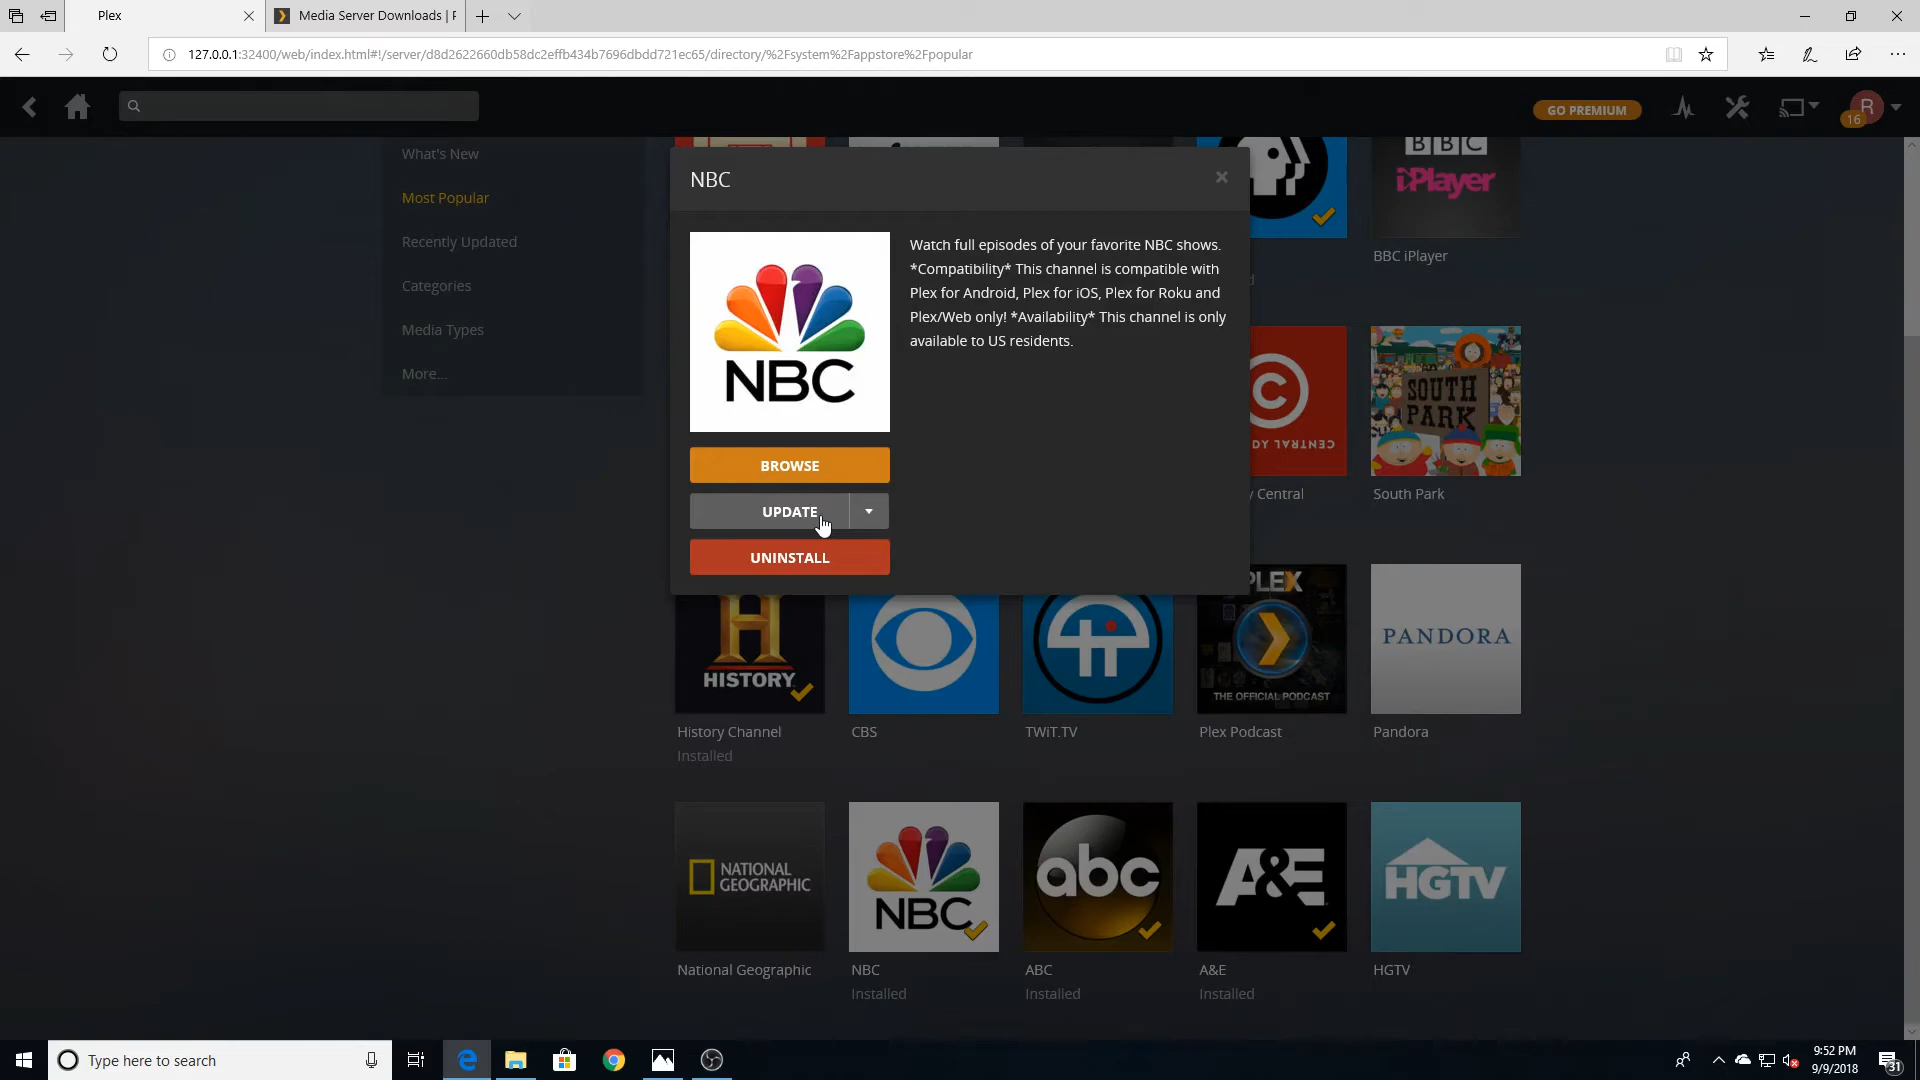 Plex
Media Server Downloads | F
127.0.0.1:32400/web/index.html#!/server/d8d2622660db58dc2effb434b7696dbdd721ec65/directory/%2Fsystem%2Fappstore%2Fpopular
GO PREMIUM
R
16
What's New
Most Popular
Recently Updated
Categories
Media Types
More...
NBC
Watch full episodes of your favorite NBC shows.
*Compatibility* This channel is compatible with
Plex for Android, Plex for iOS, Plex for Roku and
Plex/Web only! *Availability* This channel is only
available to US residents.
NBC
BROWSE
UPDATE
UNINSTALL
BBC
iPlayer
BBC iPlayer
CENTRAL
SOUTH
PARK
Central
South Park
HISTORY
PLEX
THE OFFICIAL PODCAST
PANDORA
History Channel
Installed
CBS
TWiT.TV
Plex Podcast
Pandora
NATIONAL
GEOGRAPHIC
NBC
abc
A&E
HGTV
National Geographic
NBC
Installed
ABC
Installed
A&E
Installed
HGTV
Type here to search
9:52 PM
9/9/2018
31